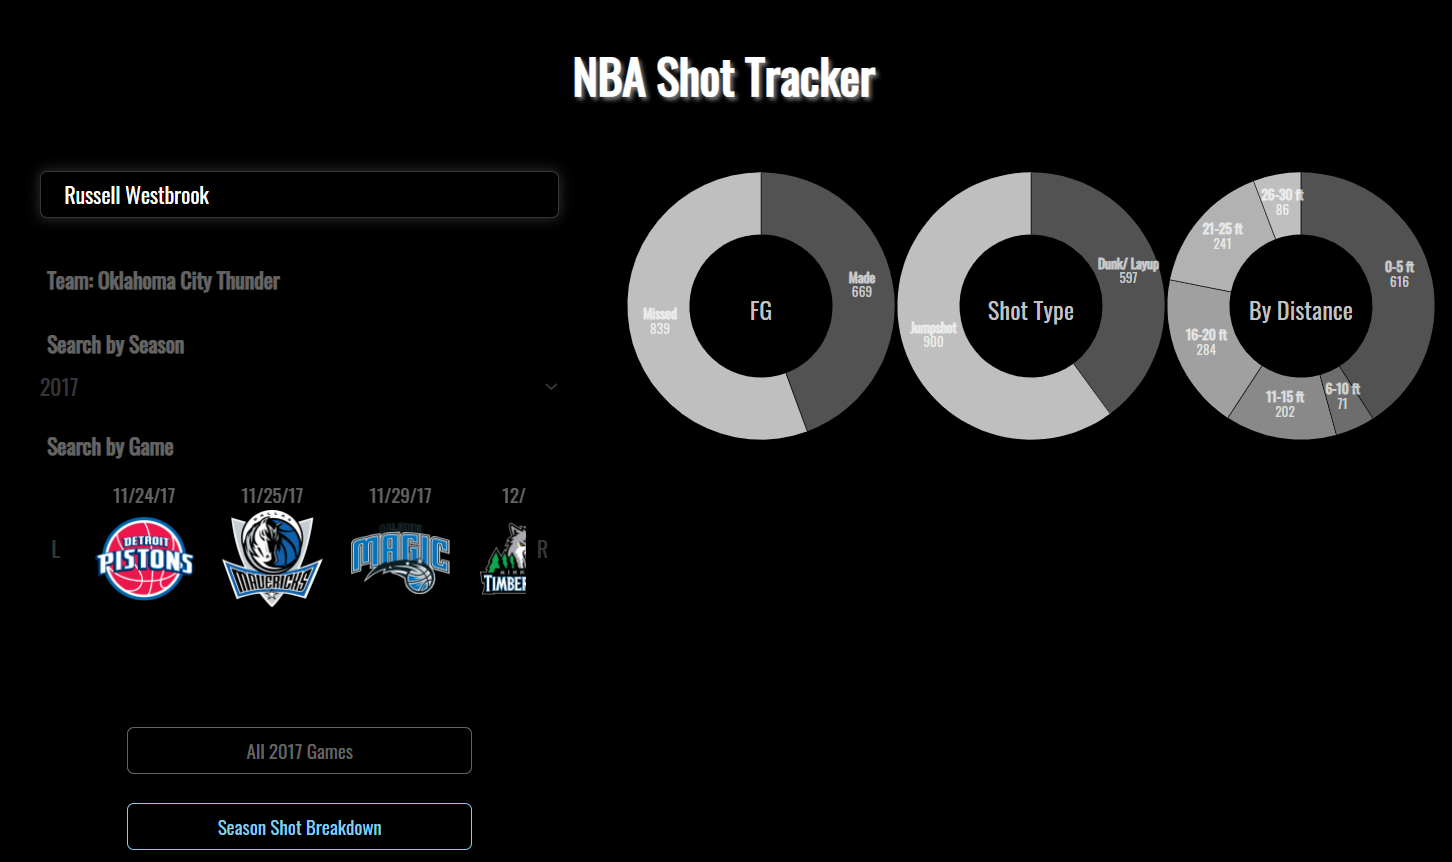 NBA Shot Tracker
Russell Westbrook
Team: Oklahoma City Thunder
Search by Season
2017
Search by Game
L
11/24/17
DETROIT
PISTONS
11/25/17
DALLAS
MAVERICKS
11/29/17
ORLANDO
MAGIC
12/
MINN
TIMBER
R
All 2017 Games
Season Shot Breakdown
Made
669
Missed
839
FG
Dunk/ Layup
597
Jumpshot
900
Shot Type
26-30 ft
86
21-25 ft
241
0-5 ft
616
By Distance
16-20 ft
284
6-10 ft
71
11-15 ft
202